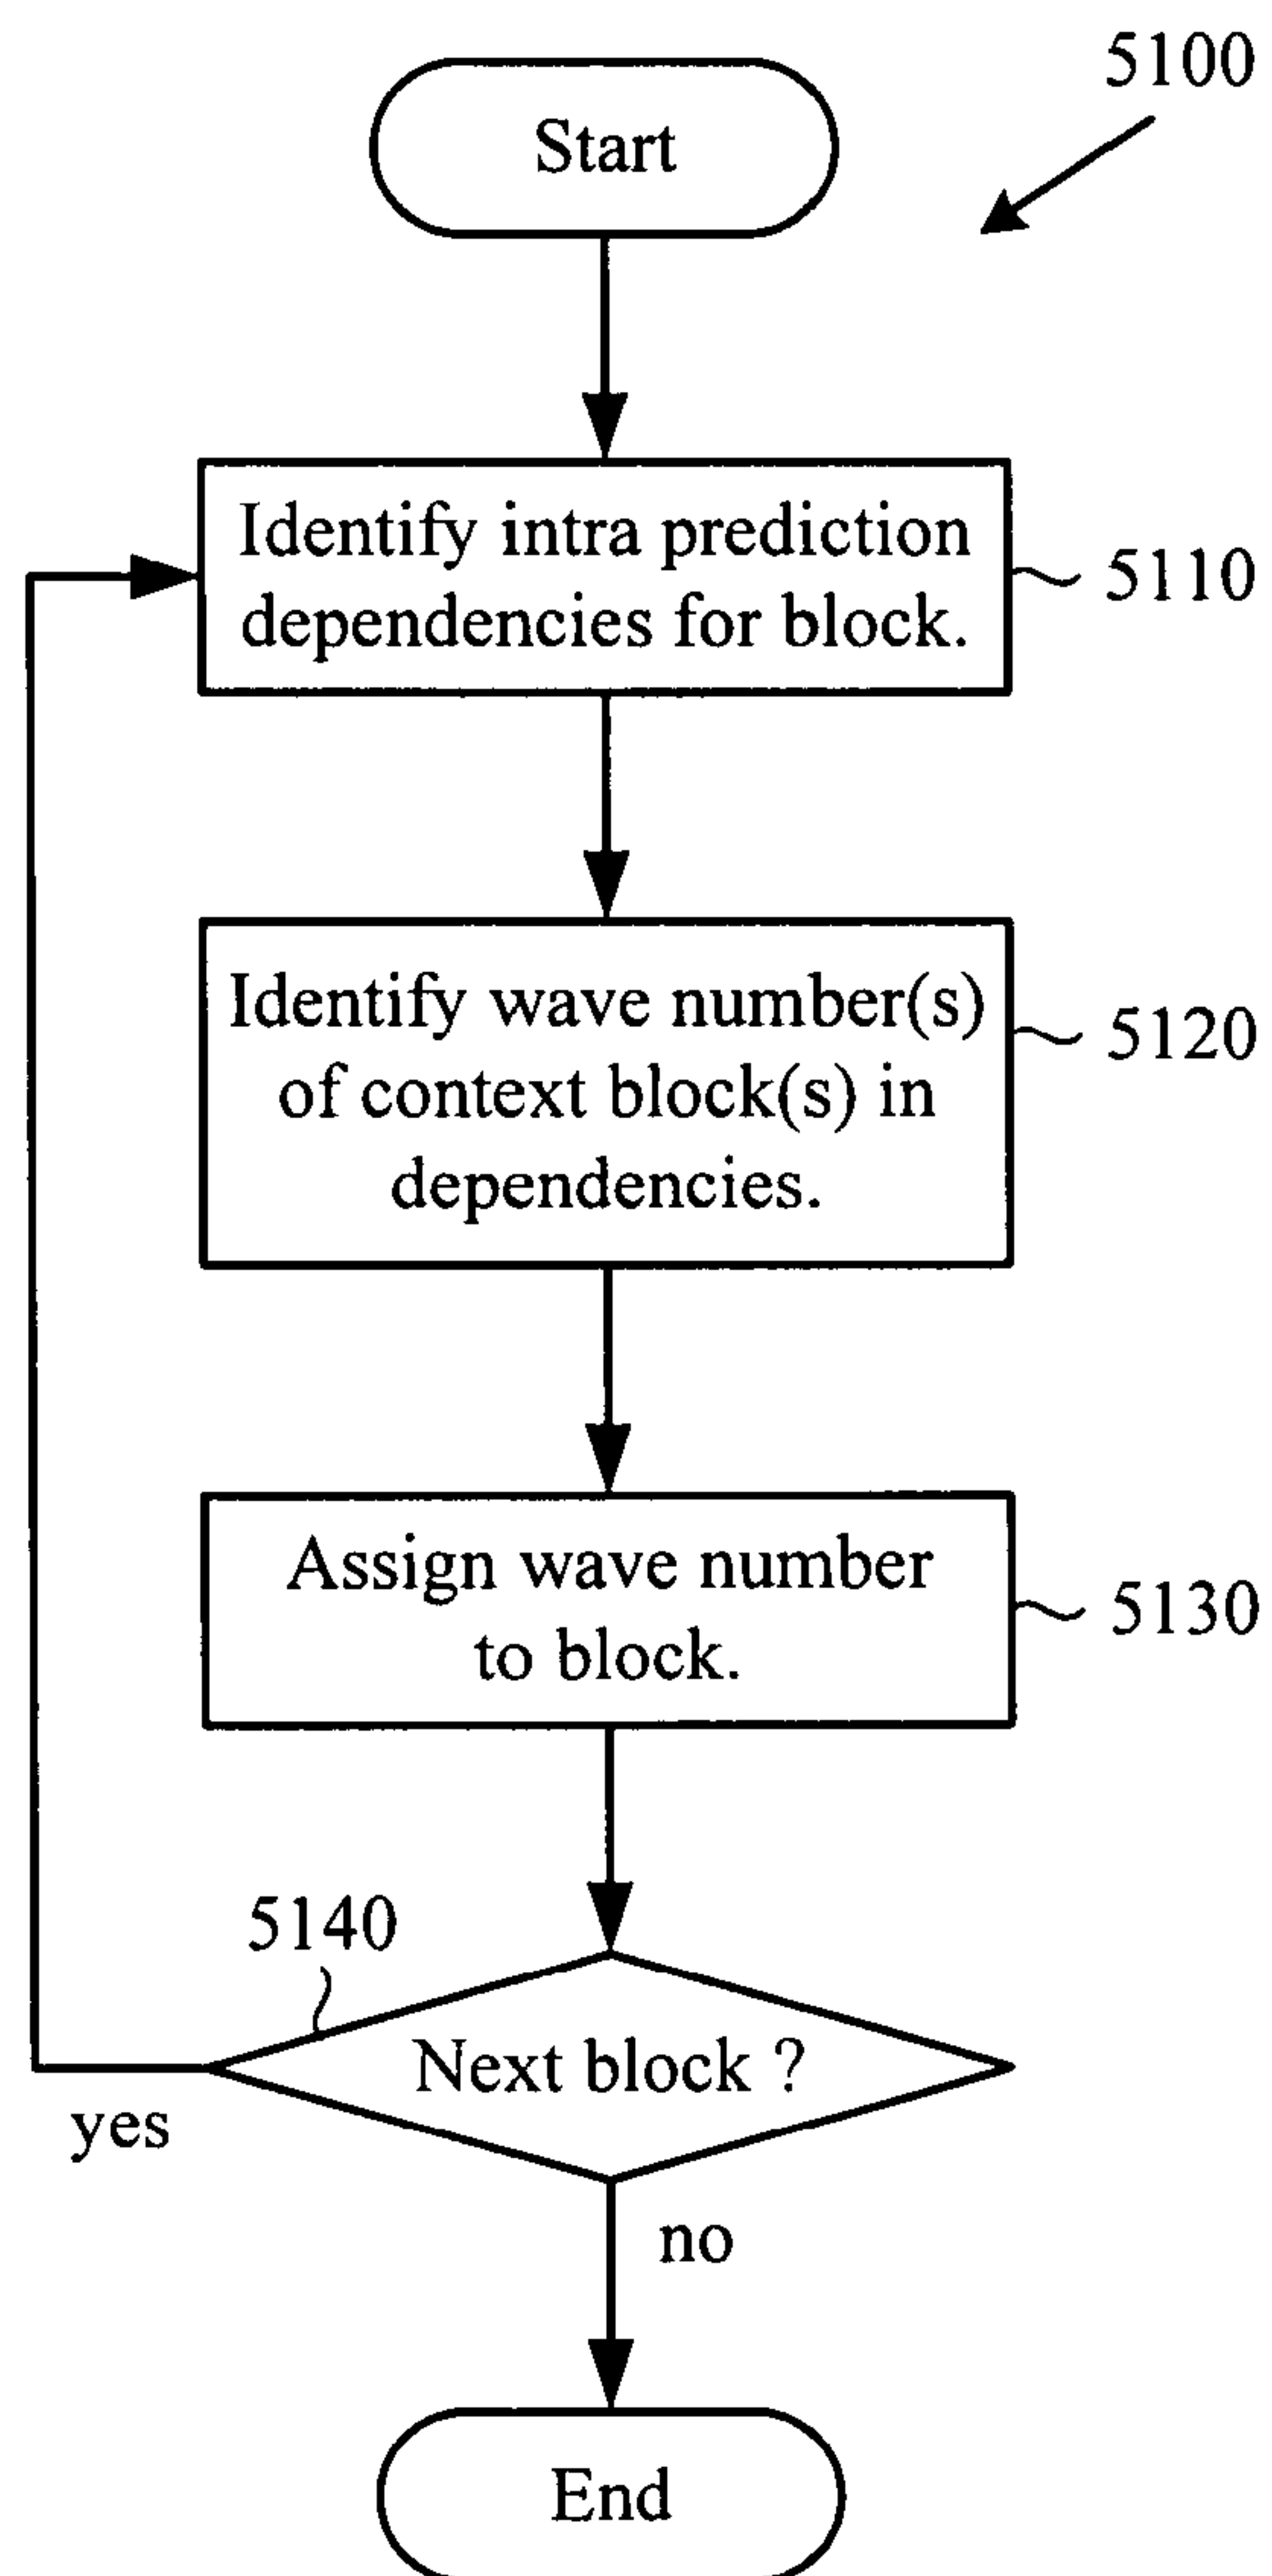 5100
Start
Identify intra prediction
dependencies for block.
5110
Identify wave number(s)
of context block(s) in
dependencies.
5120
Assign wave number
to block.
5130
5140
Next block ?
yes
no
End